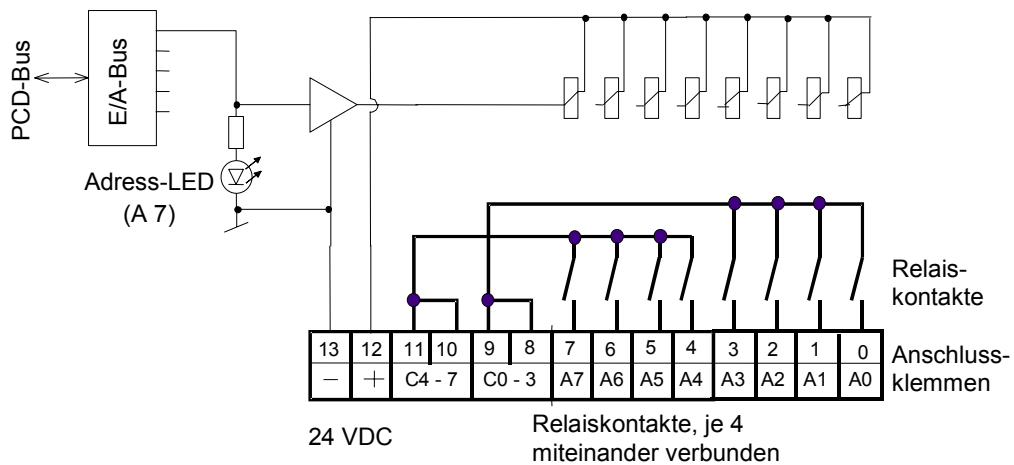 PCD-Bus
E/A-Bus
Adress-LED
(A 7)
Relais-
kontakte
13 12 11 10 9 8 7 6 5 4 3 2 1 0
− + C4 - 7 C0 - 3 A7 A6 A5 A4 A3 A2 A1 A0
Anschluss-
klemmen
24 VDC
Relaiskontakte, je 4
miteinander verbunden